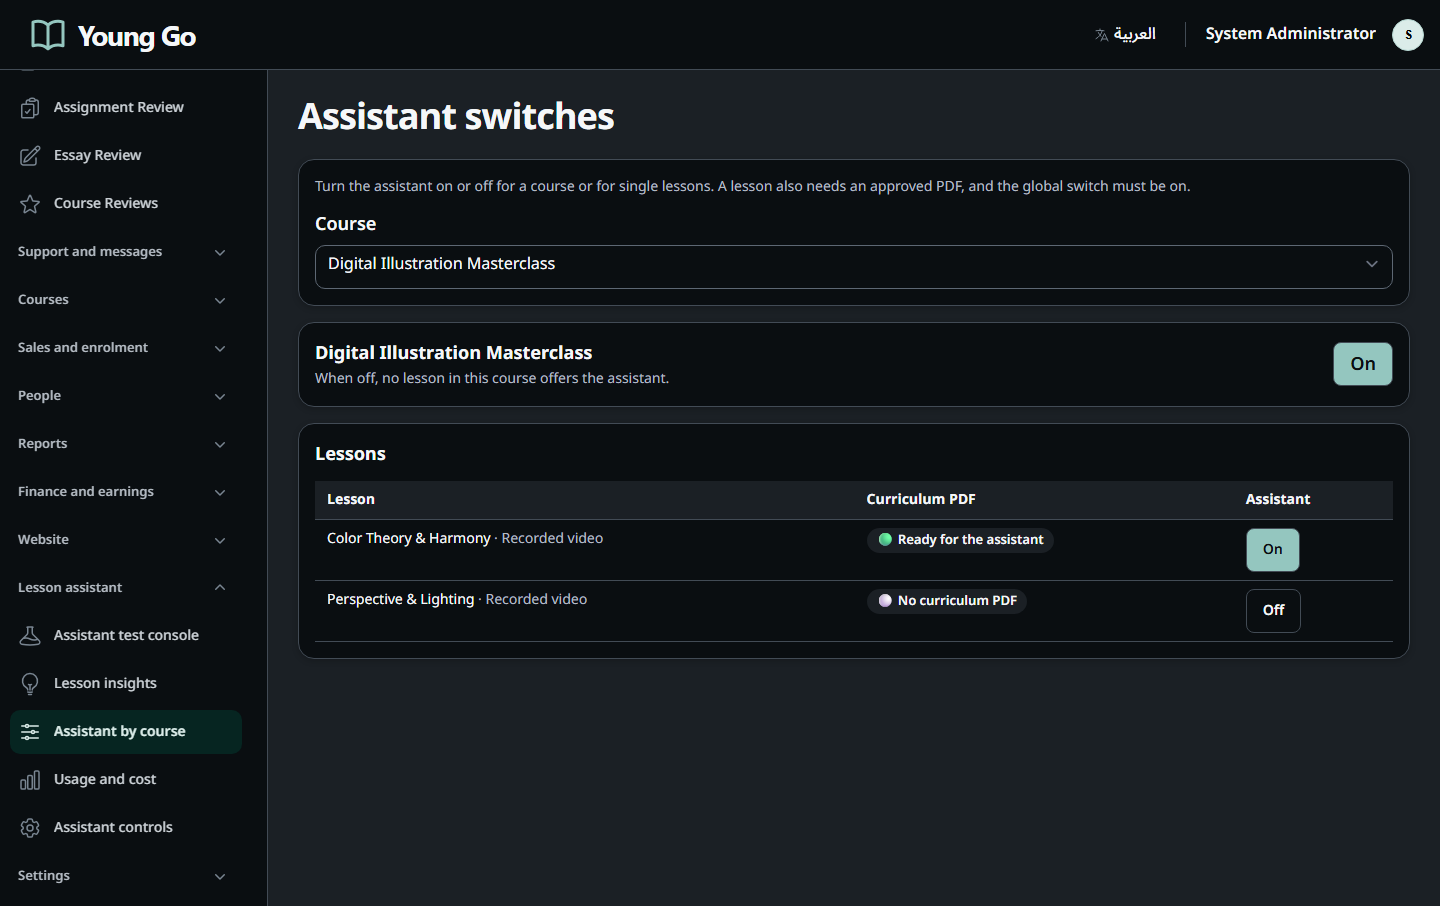 Young Go
العربية
System Administrator
S
Assignment Review
Essay Review
Course Reviews
Support and messages
Courses
Sales and enrolment
People
Reports
Finance and earnings
Website
Lesson assistant
Assistant test console
Lesson insights
Assistant by course
Usage and cost
Assistant controls
Settings
Assistant switches
Turn the assistant on or off for a course or for single lessons. A lesson also needs an approved PDF, and the global switch must be on.
Course
Digital Illustration Masterclass
Digital Illustration Masterclass
When off, no lesson in this course offers the assistant.
On
Lessons
Lesson Curriculum PDF Assistant
Color Theory & Harmony · Recorded video Ready for the assistant On
Perspective & Lighting · Recorded video No curriculum PDF Off